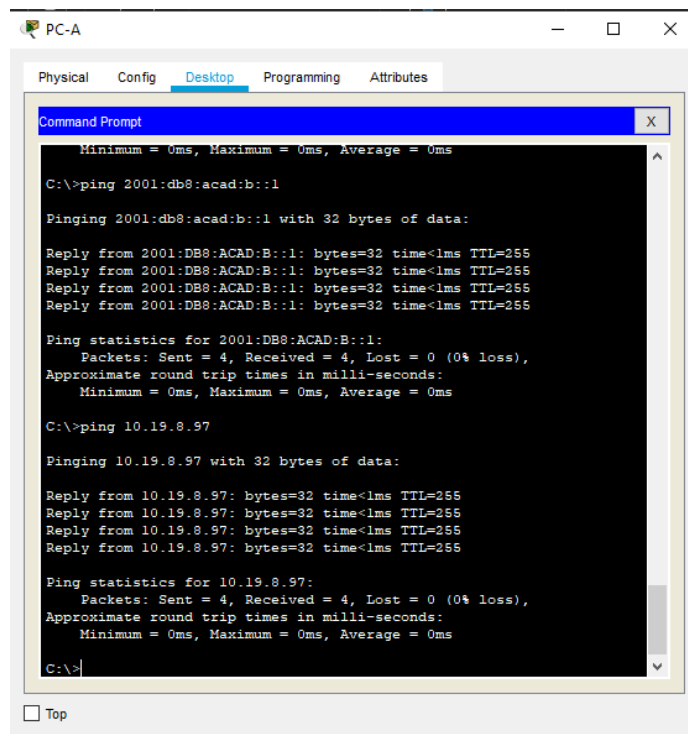 PC-A
Physical Config Desktop Programming Attributes
Command Prompt
X
Minimum = 0ms, Maximum = 0ms, Average = 0ms
C:\>ping 2001:db8:acad:b::1
Pinging 2001:db8:acad:b::1 with 32 bytes of data:
Reply from 2001:DB8:ACAD:B::1: bytes=32 time<1ms TTL=255
Reply from 2001:DB8:ACAD:B::1: bytes=32 time<1ms TTL=255
Reply from 2001:DB8:ACAD:B::1: bytes=32 time<1ms TTL=255
Reply from 2001:DB8:ACAD:B::1: bytes=32 time<1ms TTL=255
Ping statistics for 2001:DB8:ACAD:B::1:
Packets: Sent = 4, Received = 4, Lost = 0 (0% loss),
Approximate round trip times in milli-seconds:
Minimum = 0ms, Maximum = 0ms, Average = 0ms
C:\>ping 10.19.8.97
Pinging 10.19.8.97 with 32 bytes of data:
Reply from 10.19.8.97: bytes=32 time<1ms TTL=255
Reply from 10.19.8.97: bytes=32 time<1ms TTL=255
Reply from 10.19.8.97: bytes=32 time<1ms TTL=255
Reply from 10.19.8.97: bytes=32 time<1ms TTL=255
Ping statistics for 10.19.8.97:
Packets: Sent = 4, Received = 4, Lost = 0 (0% loss),
Approximate round trip times in milli-seconds:
Minimum = 0ms, Maximum = 0ms, Average = 0ms
C:\>
Top